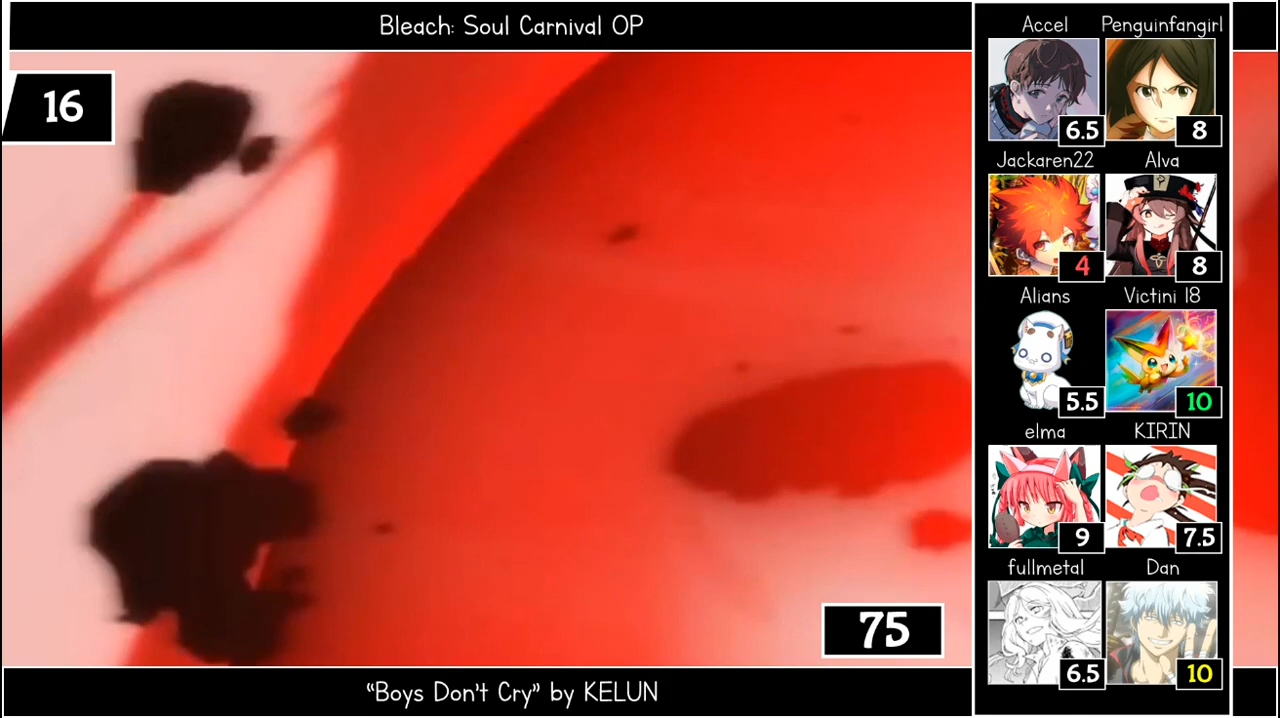 Bleach: Soul Carnival OP
16
75
"Boys Don't Cry" by KELUN
Accel Penguinfangirl
6.5 8
Jackaren22 Alva
4 8
Alians Victini 18
5.5 10
elma KIRIN
9 7.5
fullmetal Dan
6.5 10